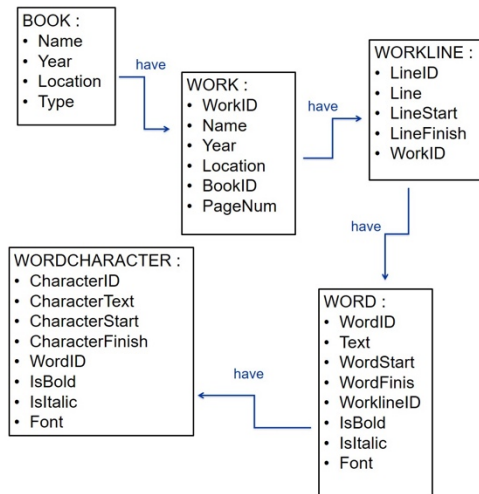 BOOK :
• Name
• Year
• Location
• Type
have
WORK :
• WorkID
• Name
• Year
• Location
• BookID
• PageNum
have
WORKLINE :
• LineID
• Line
• LineStart
• LineFinish
• WorkID
have
WORD :
• WordID
• Text
• WordStart
• WordFinis
• WorklineID
• IsBold
• IsItalic
• Font
have
WORDCHARACTER :
• CharacterID
• CharacterText
• CharacterStart
• CharacterFinish
• WordID
• IsBold
• IsItalic
• Font